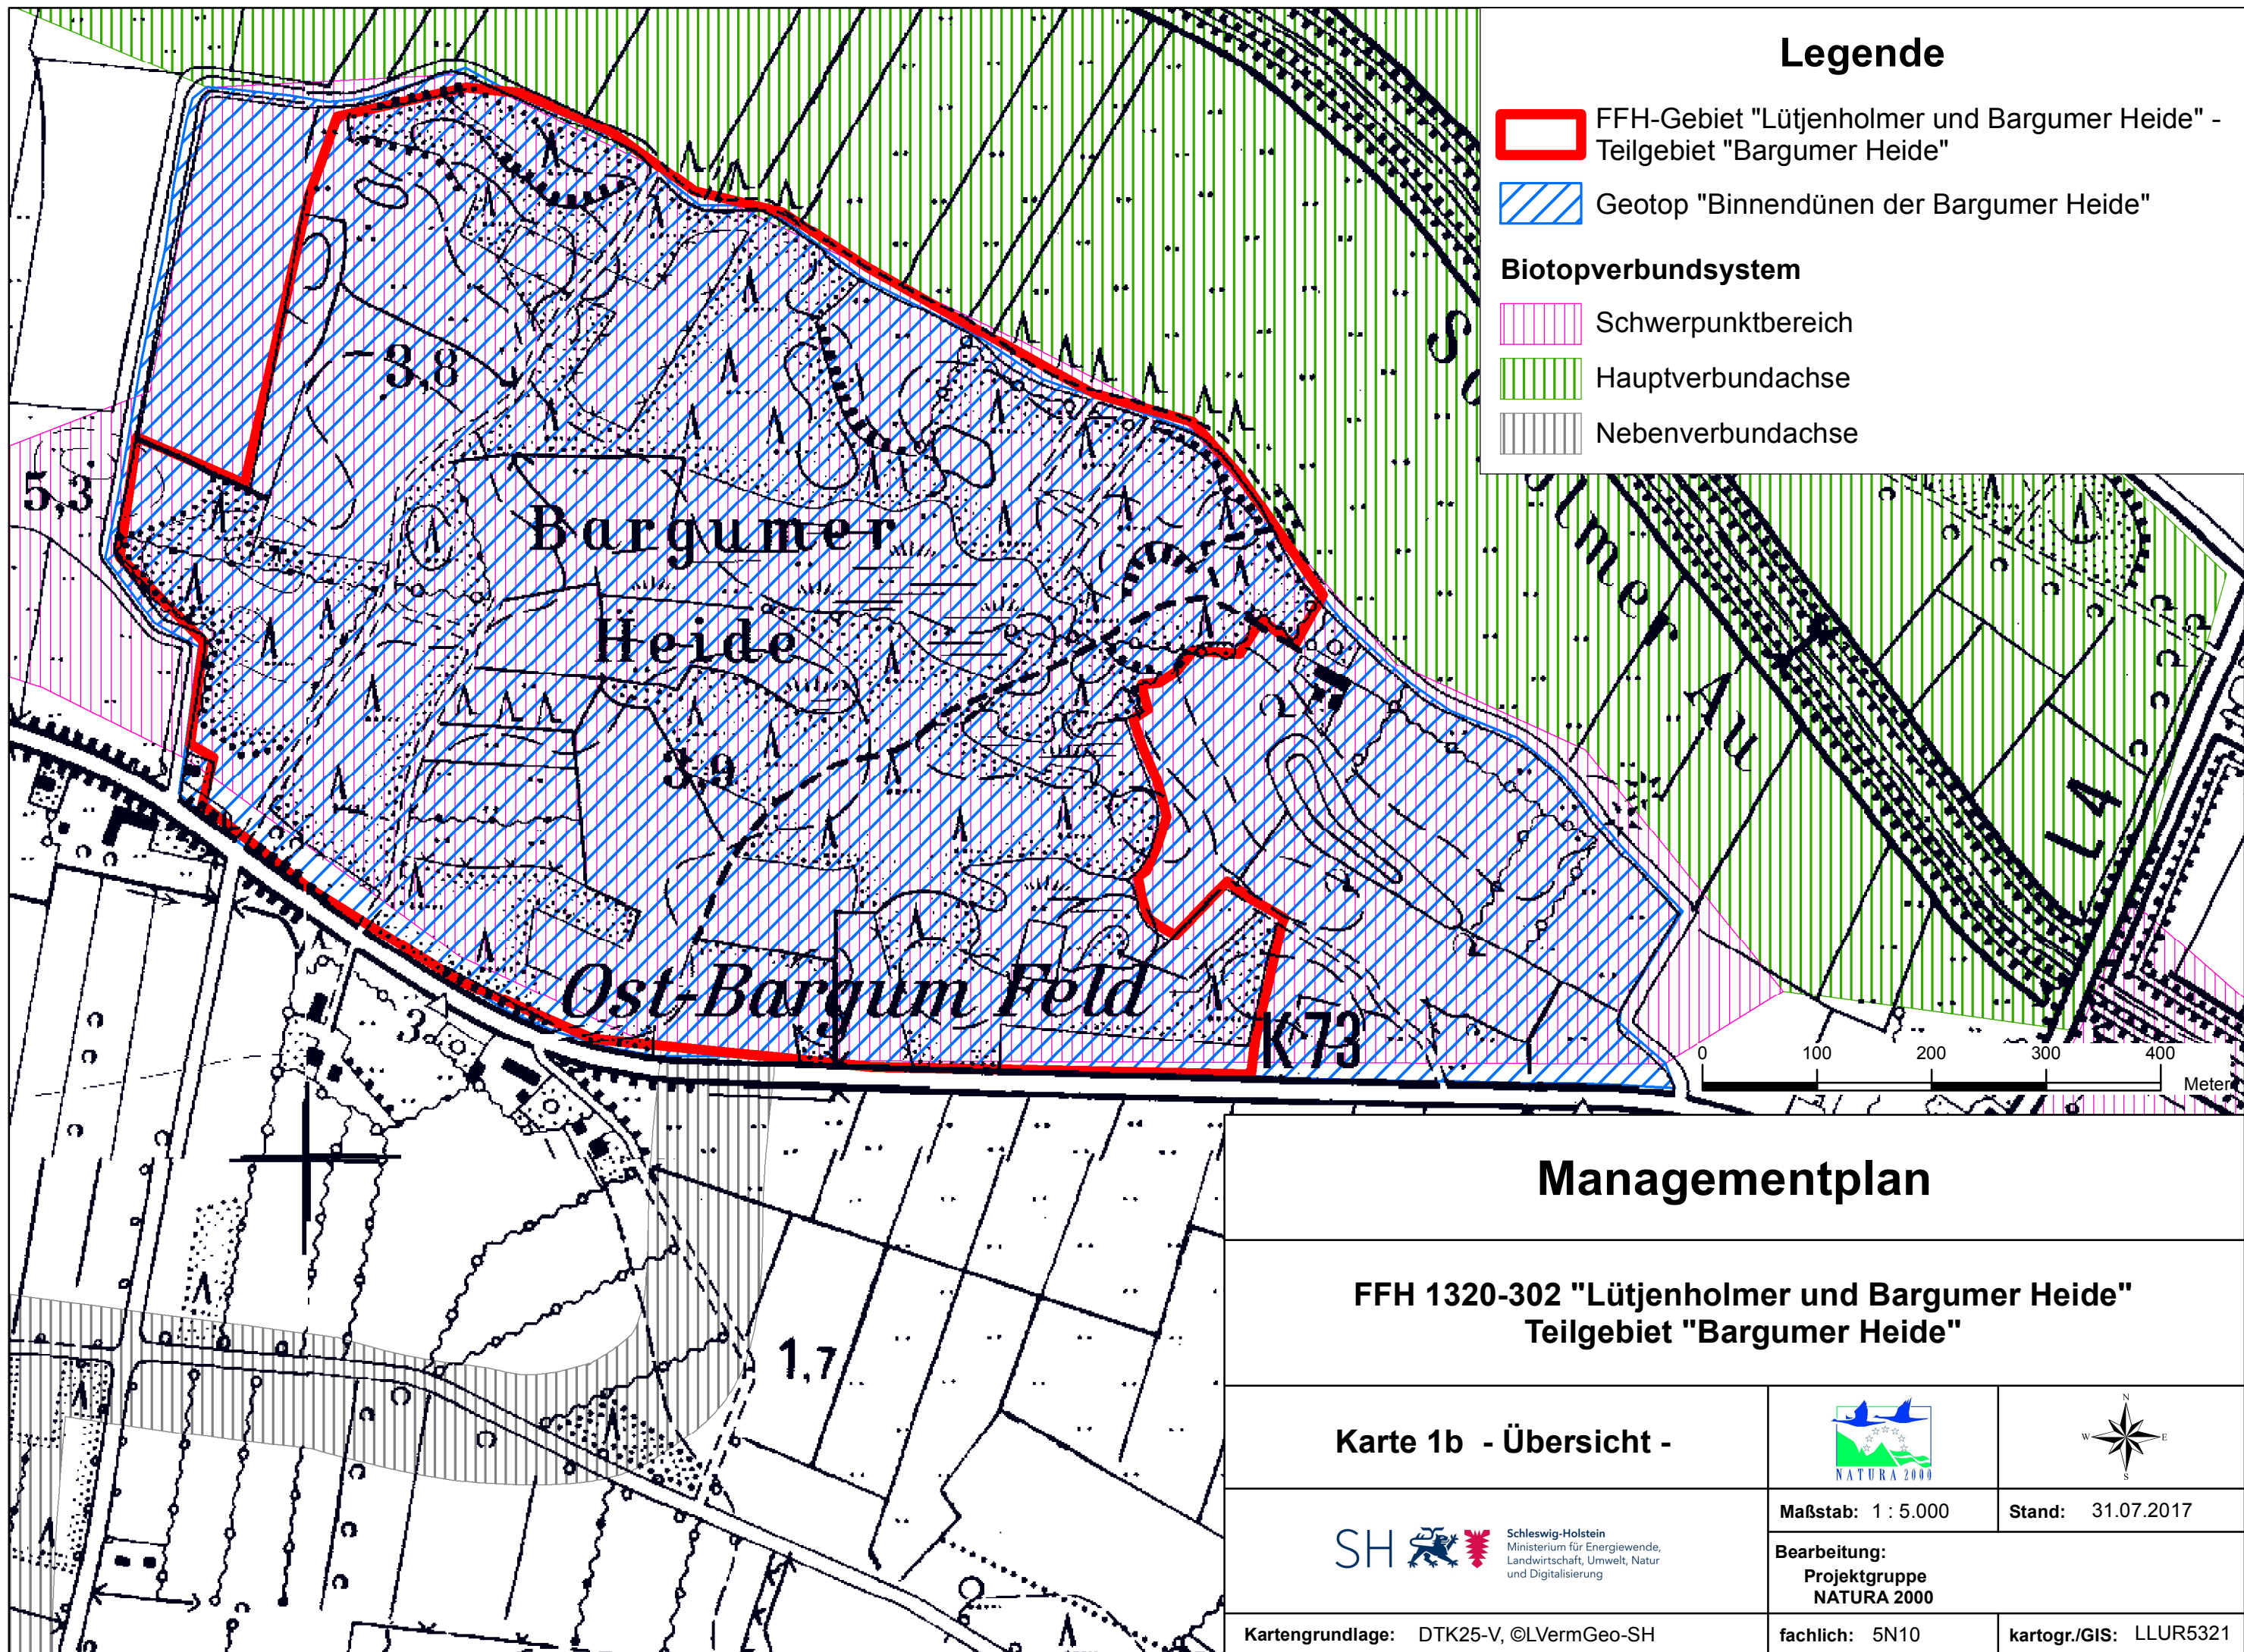 Legende
FFH-Gebiet "Lütjenholmer und Bargumer Heide" -
Teilgebiet "Bargumer Heide"
Geotop "Binnendünen der Bargumer Heide"
Biotopverbundsystem
Schwerpunktbereich
Hauptverbundachse
Nebenverbundachse
3,8
5,3
Bargumer
Heide
3,9
Ost-Bargum Feld
K 73
Au
L 4
1,7
0 100 200 300 400
Meter
Managementplan
FFH 1320-302 "Lütjenholmer und Bargumer Heide"
Teilgebiet "Bargumer Heide"
Karte 1b - Übersicht -
NATURA 2000
N
W E
S
Maßstab: 1 : 5.000
Stand: 31.07.2017
SH
Schleswig-Holstein
Ministerium für Energiewende,
Landwirtschaft, Umwelt, Natur
und Digitalisierung
Bearbeitung:
Projektgruppe
NATURA 2000
Kartengrundlage: DTK25-V, ©LVermGeo-SH
fachlich: 5N10
kartogr./GIS: LLUR5321